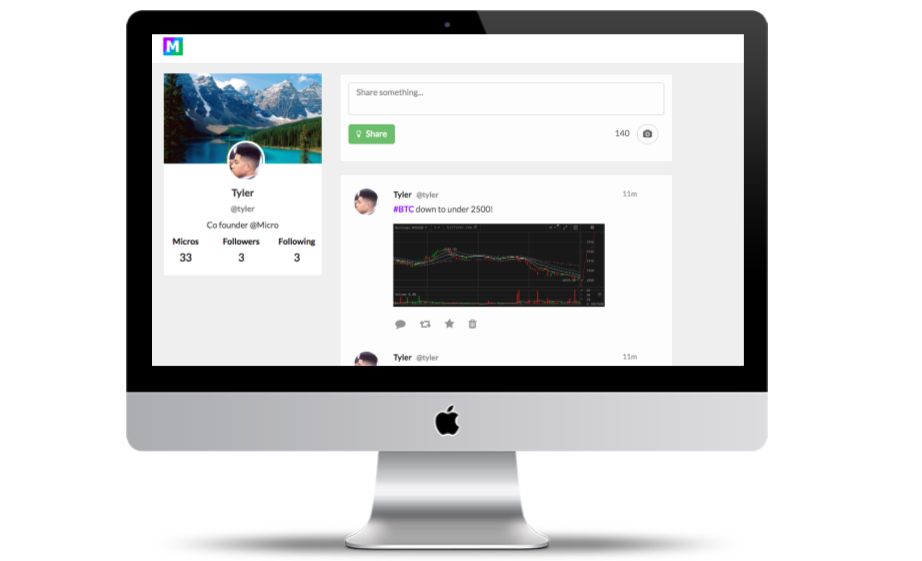 M
Share something...
Share
140
Tyler
@tyler
Co founder @Micro
Micros Followers Following
33 3 3
Tyler @tyler 11m
#BTC down to under 2500!
Tyler @tyler 11m